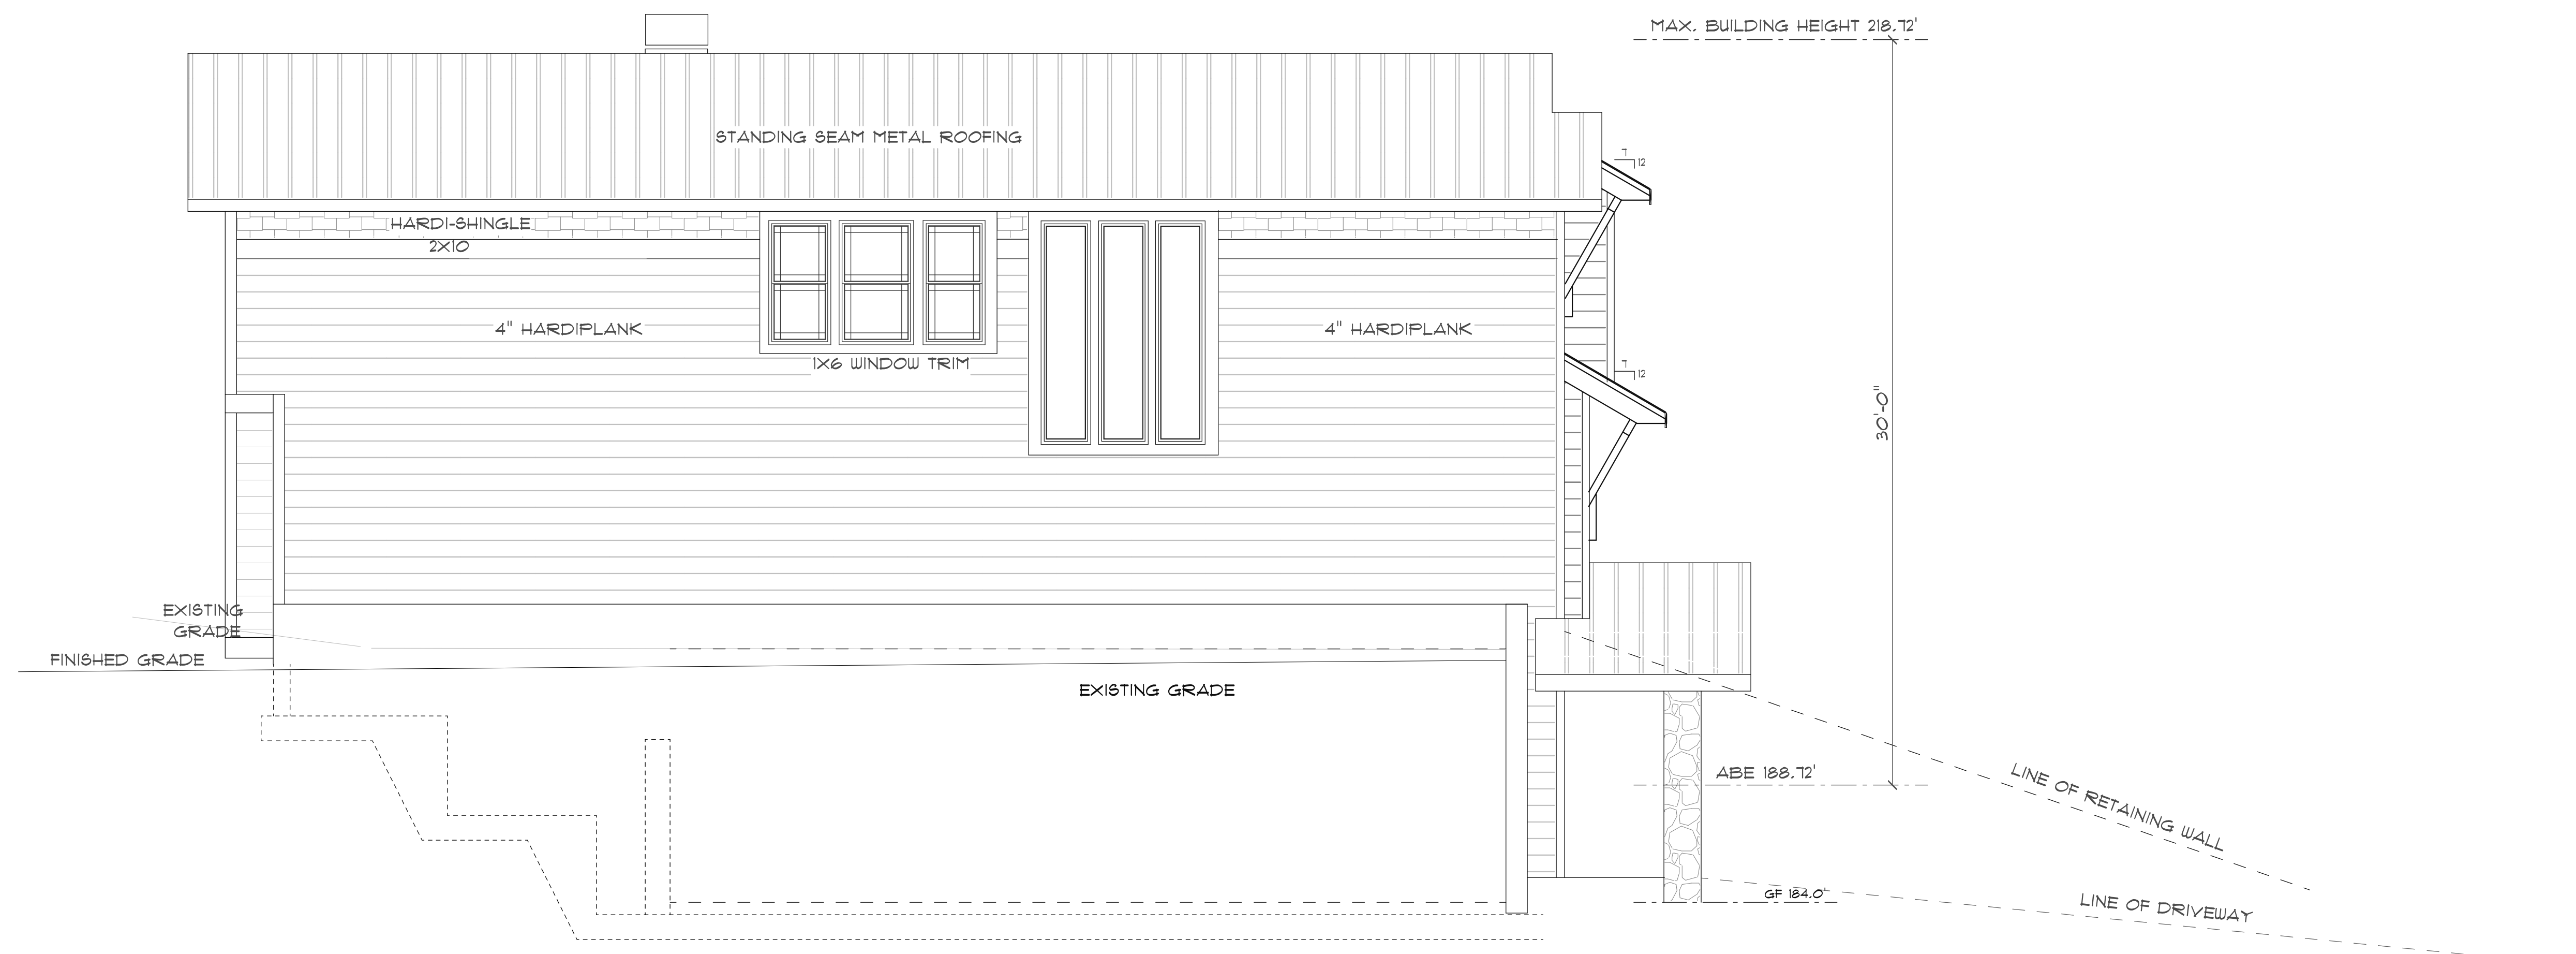 MAX. BUILDING HEIGHT 218.72'
STANDING SEAM METAL ROOFING
7
12
HARDI-SHINGLE
2X10
4" HARDIPLANK
4" HARDIPLANK
1X6 WINDOW TRIM
7
12
30'-0"
EXISTING
GRADE
FINISHED GRADE
EXISTING GRADE
ABE 188.72'
LINE OF RETAINING WALL
GF 184.0'
LINE OF DRIVEWAY